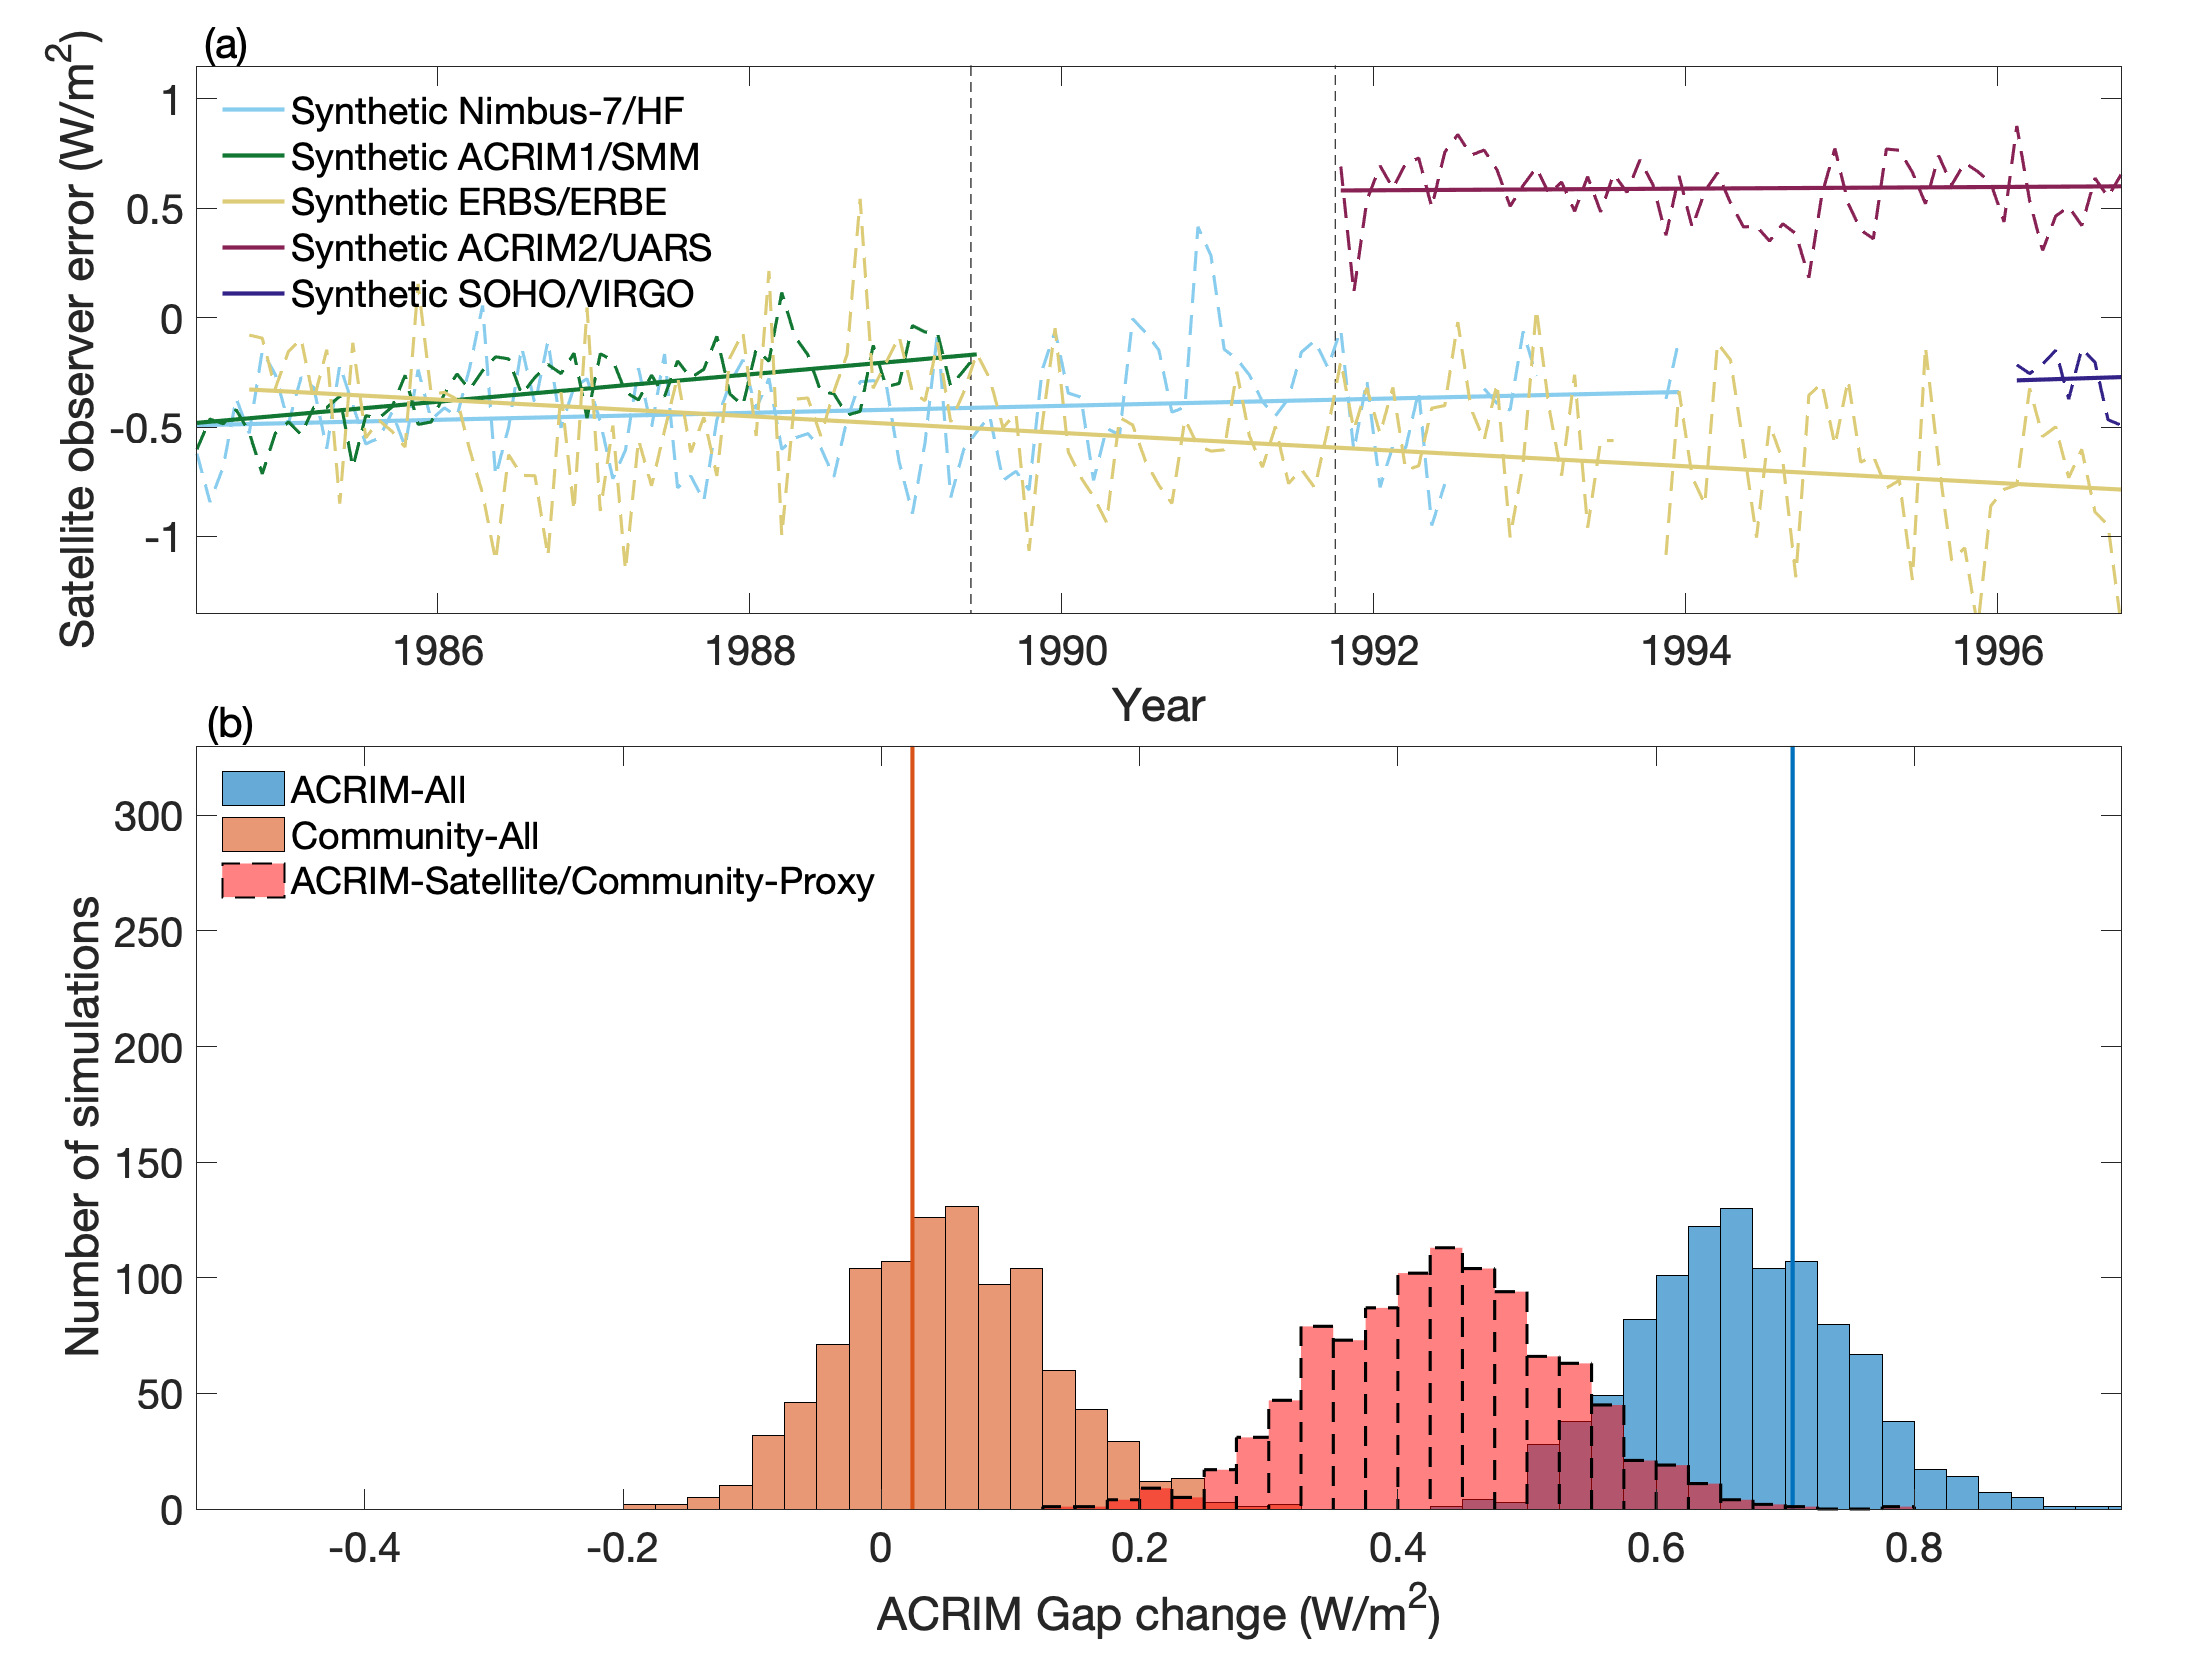 (a)
Satellite observer error (W/m²)
1
0.5
0
-0.5
-1
Synthetic Nimbus-7/HF
Synthetic ACRIM1/SMM
Synthetic ERBS/ERBE
Synthetic ACRIM2/UARS
Synthetic SOHO/VIRGO
1986 1988 1990 1992 1994 1996
Year
(b)
Number of simulations
300
250
200
150
100
50
0
ACRIM-All
Community-All
ACRIM-Satellite/Community-Proxy
-0.4 -0.2 0 0.2 0.4 0.6 0.8
ACRIM Gap change (W/m²)